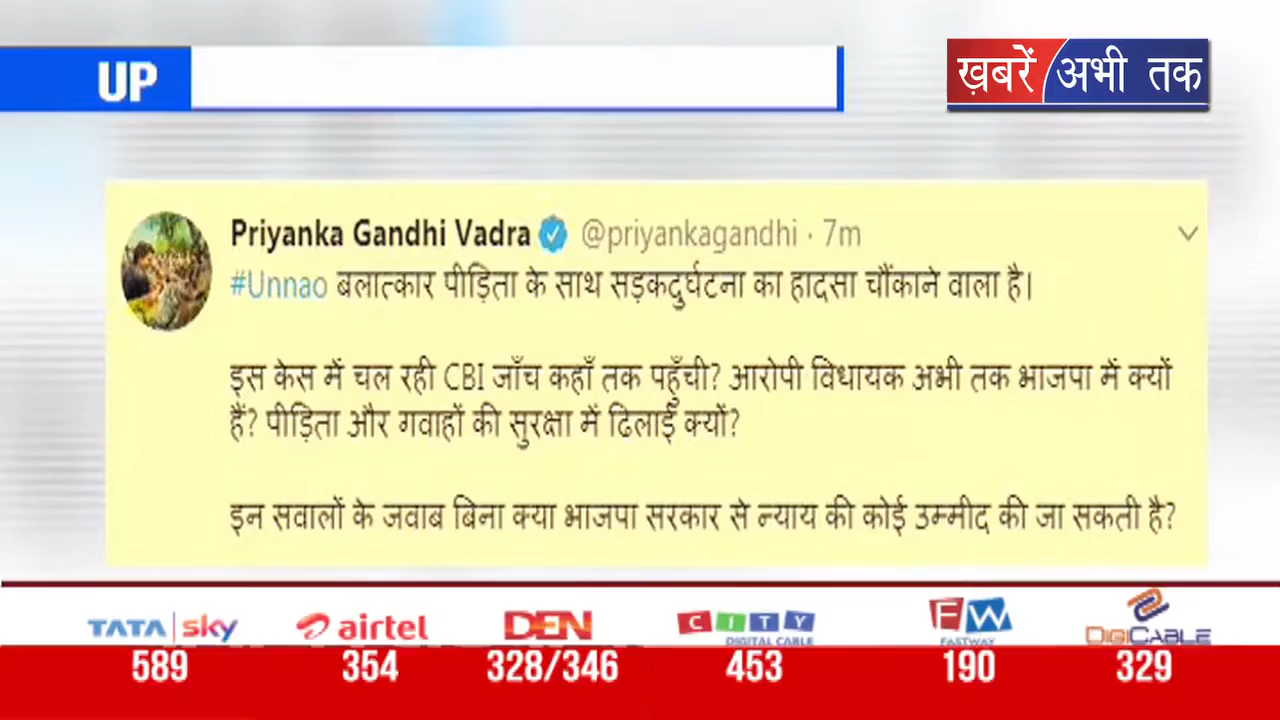 UP
ख़बरें अभी तक
Priyanka Gandhi Vadra @priyankagandhi · 7m
#Unnao बलात्कार पीड़िता के साथ सड़कदुर्घटना का हादसा चौंकाने वाला है।
इस केस में चल रही CBI जाँच कहाँ तक पहुँची? आरोपी विधायक अभी तक भाजपा में क्यों
हैं? पीड़िता और गवाहों की सुरक्षा में ढिलाई क्यों?
इन सवालों के जवाब बिना क्या भाजपा सरकार से न्याय की कोई उम्मीद की जा सकती है?
TATA sky airtel DEN CITY FW DIGICABLE
DIGITAL CABLE FASTWAY
589 354 328/346 453 190 329